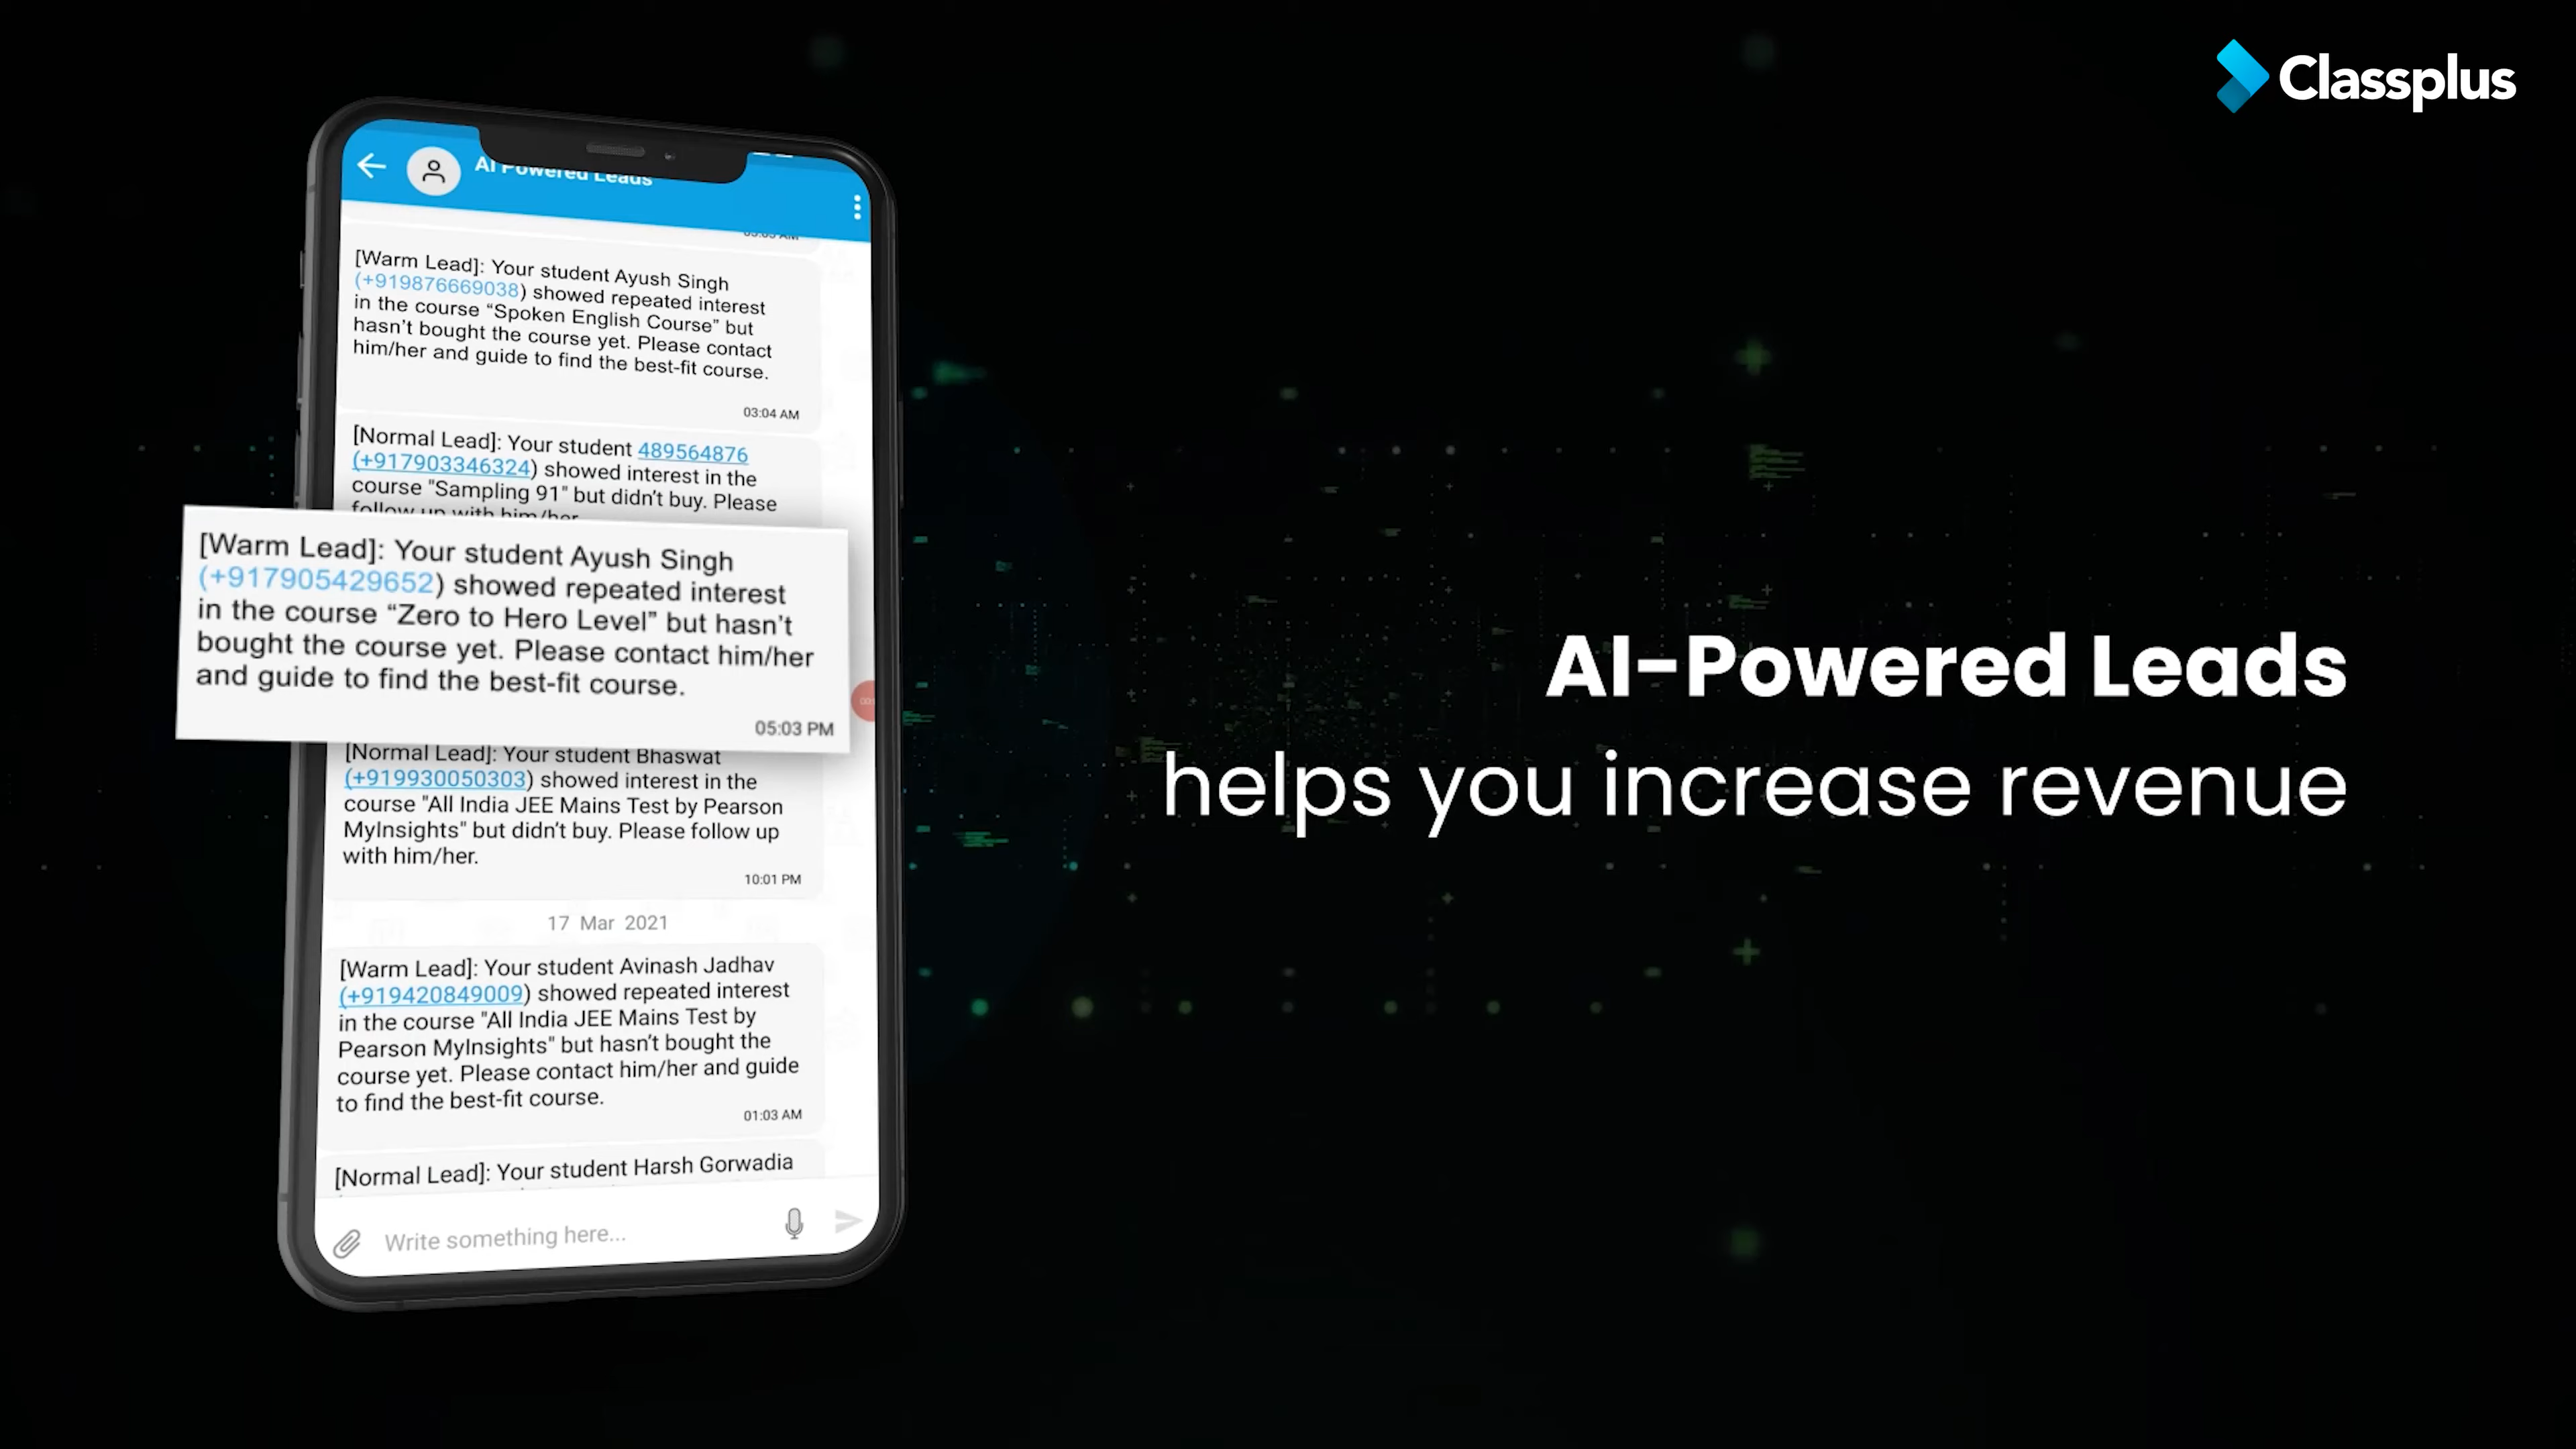 Classplus
AI Powered Leads
[Warm Lead]: Your student Ayush Singh
(+919876669038) showed repeated interest
in the course “Spoken English Course” but
hasn’t bought the course yet. Please contact
him/her and guide to find the best-fit course.
03:04 AM
[Normal Lead]: Your student 489564876
(+917903346324) showed interest in the
course "Sampling 91" but didn’t buy. Please
follow up with him/her
[Warm Lead]: Your student Ayush Singh
(+917905429652) showed repeated interest
in the course “Zero to Hero Level” but hasn’t
bought the course yet. Please contact him/her
and guide to find the best-fit course.
05:03 PM
[Normal Lead]: Your student Bhaswat
(+919930050303) showed interest in the
course "All India JEE Mains Test by Pearson
MyInsights" but didn’t buy. Please follow up
with him/her.
10:01 PM
17 Mar 2021
[Warm Lead]: Your student Avinash Jadhav
(+919420849009) showed repeated interest
in the course "All India JEE Mains Test by
Pearson MyInsights" but hasn’t bought the
course yet. Please contact him/her and guide
to find the best-fit course.
01:03 AM
[Normal Lead]: Your student Harsh Gorwadia
Write something here...
AI-Powered Leads
helps you increase revenue